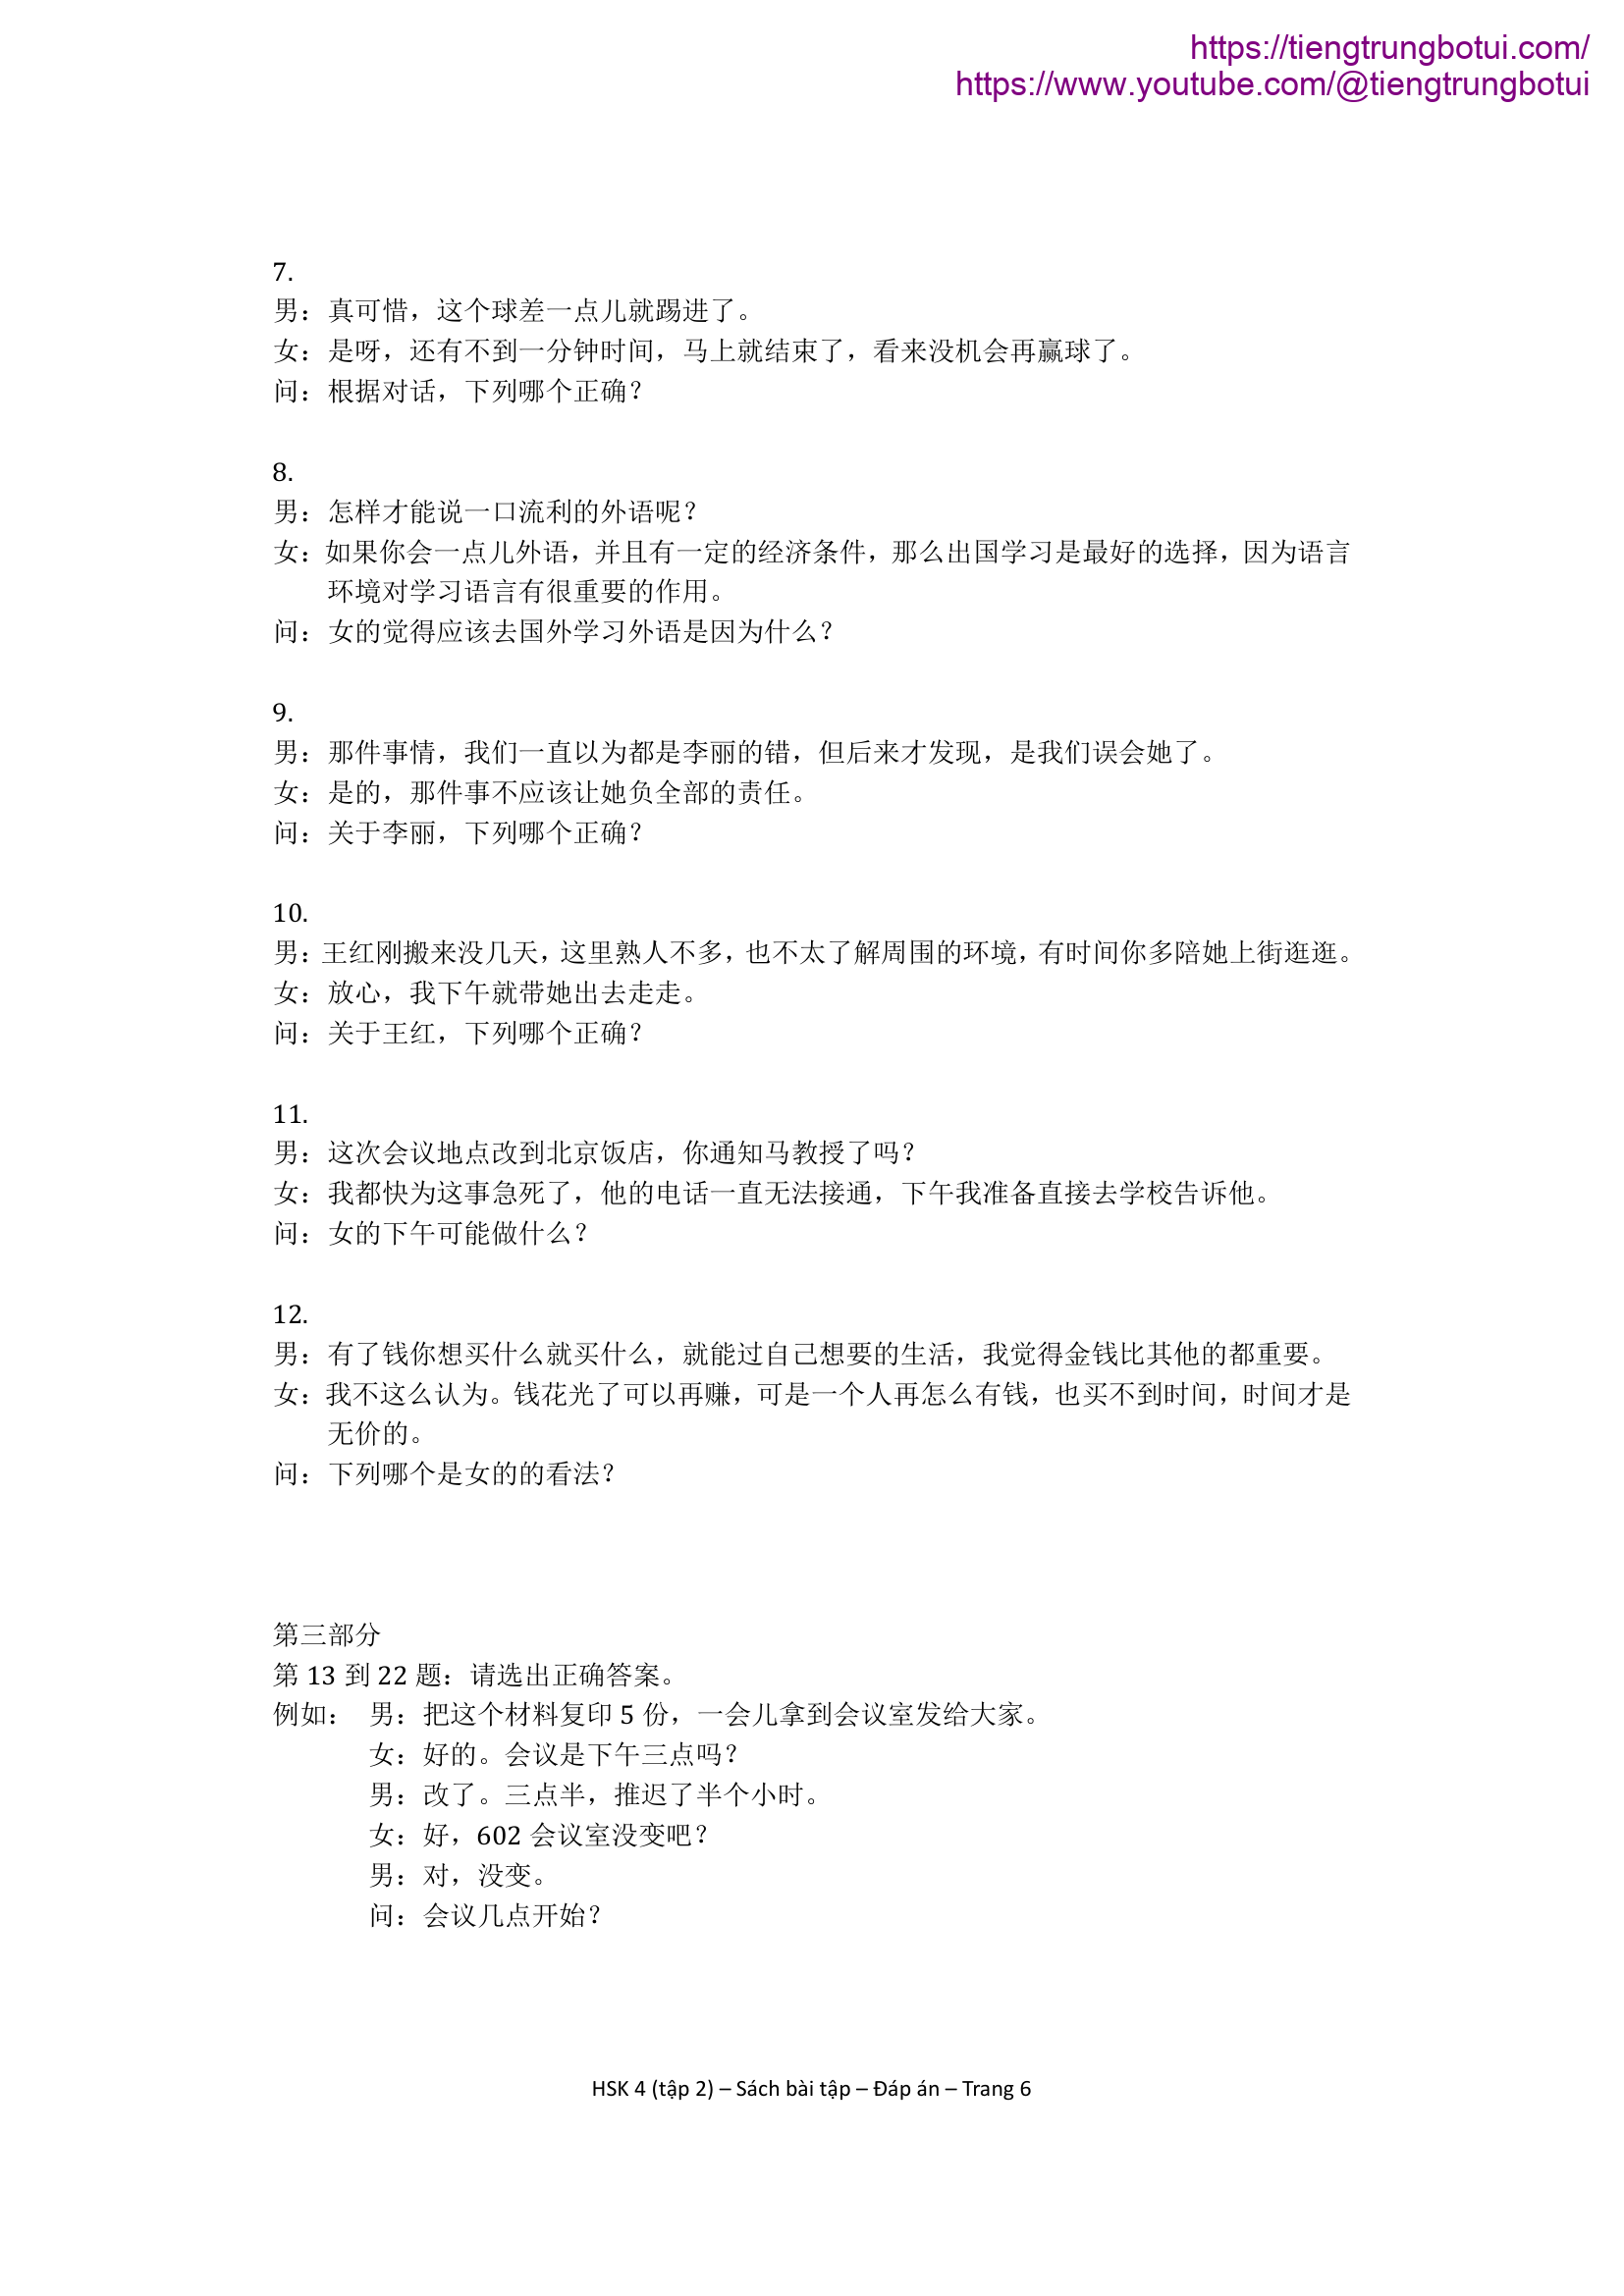 https://tiengtrungbotui.com/
https://www.youtube.com/@tiengtrungbotui
7.
男：真可惜，这个球差一点儿就踢进了。
女：是呀，还有不到一分钟时间，马上就结束了，看来没机会再赢球了。
问：根据对话，下列哪个正确？
8.
男：怎样才能说一口流利的外语呢？
女：如果你会一点儿外语，并且有一定的经济条件，那么出国学习是最好的选择，因为语言
环境对学习语言有很重要的作用。
问：女的觉得应该去国外学习外语是因为什么？
9.
男：那件事情，我们一直以为都是李丽的错，但后来才发现，是我们误会她了。
女：是的，那件事不应该让她负全部的责任。
问：关于李丽，下列哪个正确？
10.
男：王红刚搬来没几天，这里熟人不多，也不太了解周围的环境，有时间你多陪她上街逛逛。
女：放心，我下午就带她出去走走。
问：关于王红，下列哪个正确？
11.
男：这次会议地点改到北京饭店，你通知马教授了吗？
女：我都快为这事急死了，他的电话一直无法接通，下午我准备直接去学校告诉他。
问：女的下午可能做什么？
12.
男：有了钱你想买什么就买什么，就能过自己想要的生活，我觉得金钱比其他的都重要。
女：我不这么认为。钱花光了可以再赚，可是一个人再怎么有钱，也买不到时间，时间才是
无价的。
问：下列哪个是女的的看法？
第三部分
第 13 到 22 题：请选出正确答案。
例如： 男：把这个材料复印 5 份，一会儿拿到会议室发给大家。
女：好的。会议是下午三点吗？
男：改了。三点半，推迟了半个小时。
女：好，602 会议室没变吧？
男：对，没变。
问：会议几点开始？
HSK 4 (tập 2) – Sách bài tập – Đáp án – Trang 6